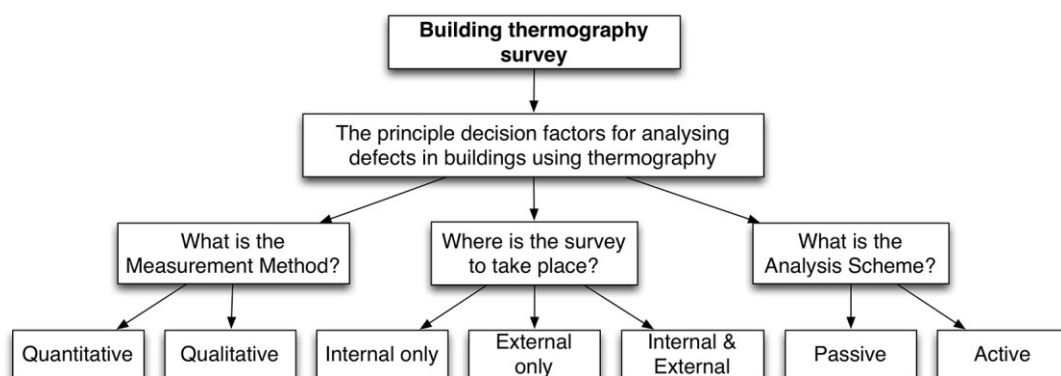 Building thermography
survey
The principle decision factors for analysing
defects in buildings using thermography
What is the
Measurement Method?
Where is the survey
to take place?
What is the
Analysis Scheme?
Quantitative
Qualitative
Internal only
External
only
Internal &
External
Passive
Active